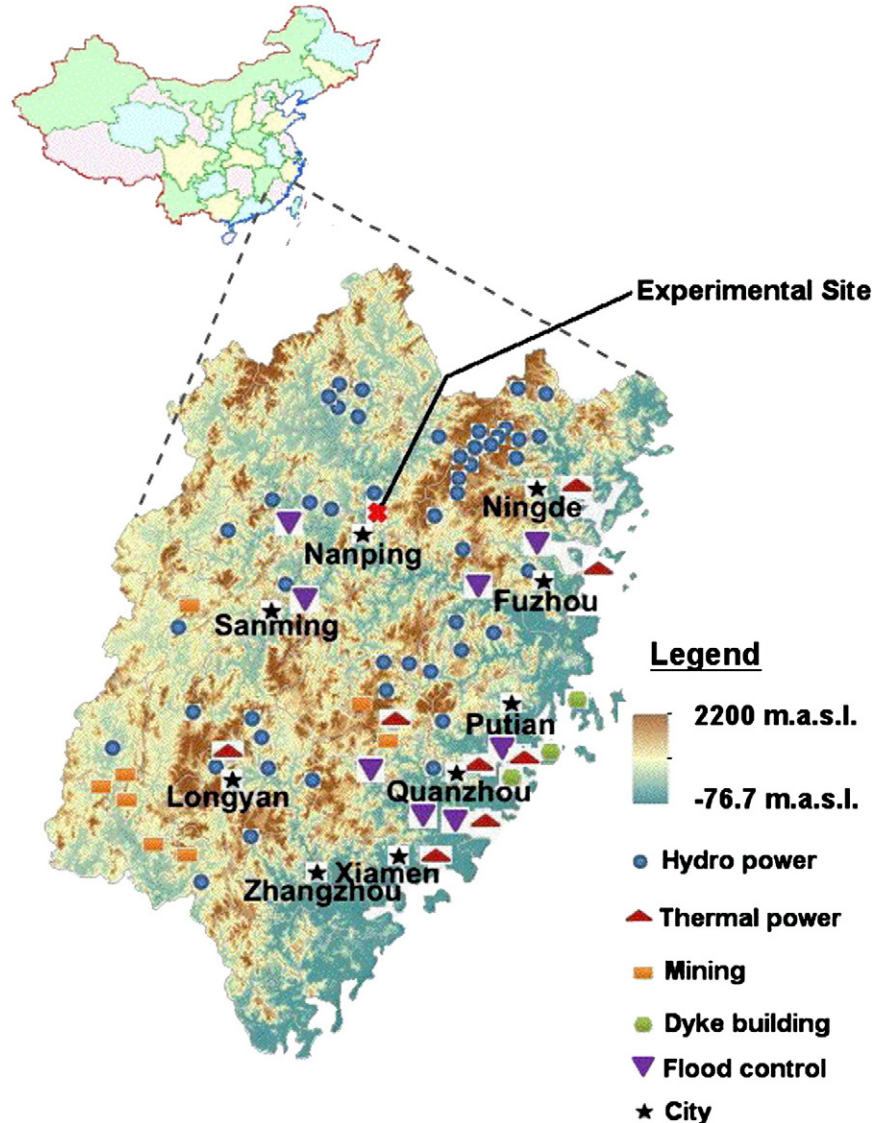 Experimental Site
Ningde
Nanping
Fuzhou
Sanming
Legend
2200 m.a.s.l.
Putian
-76.7 m.a.s.l.
Longyan
Quanzhou
Hydro power
Xiamen
Zhangzhou
Thermal power
Mining
Dyke building
Flood control
City